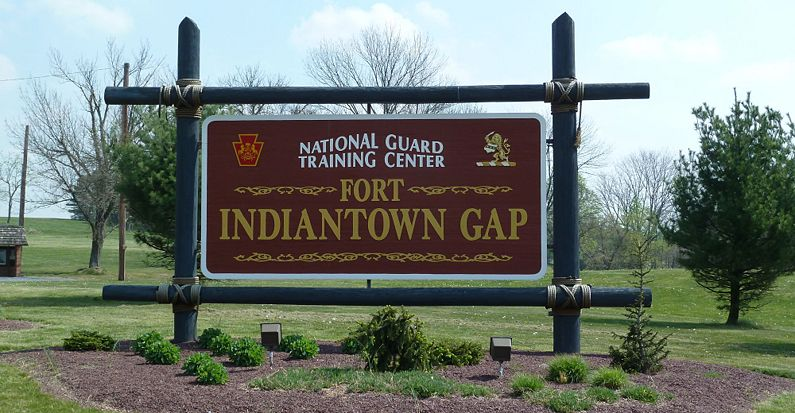 NATIONAL GUARD
TRAINING CENTER
FORT
INDIANTOWN GAP